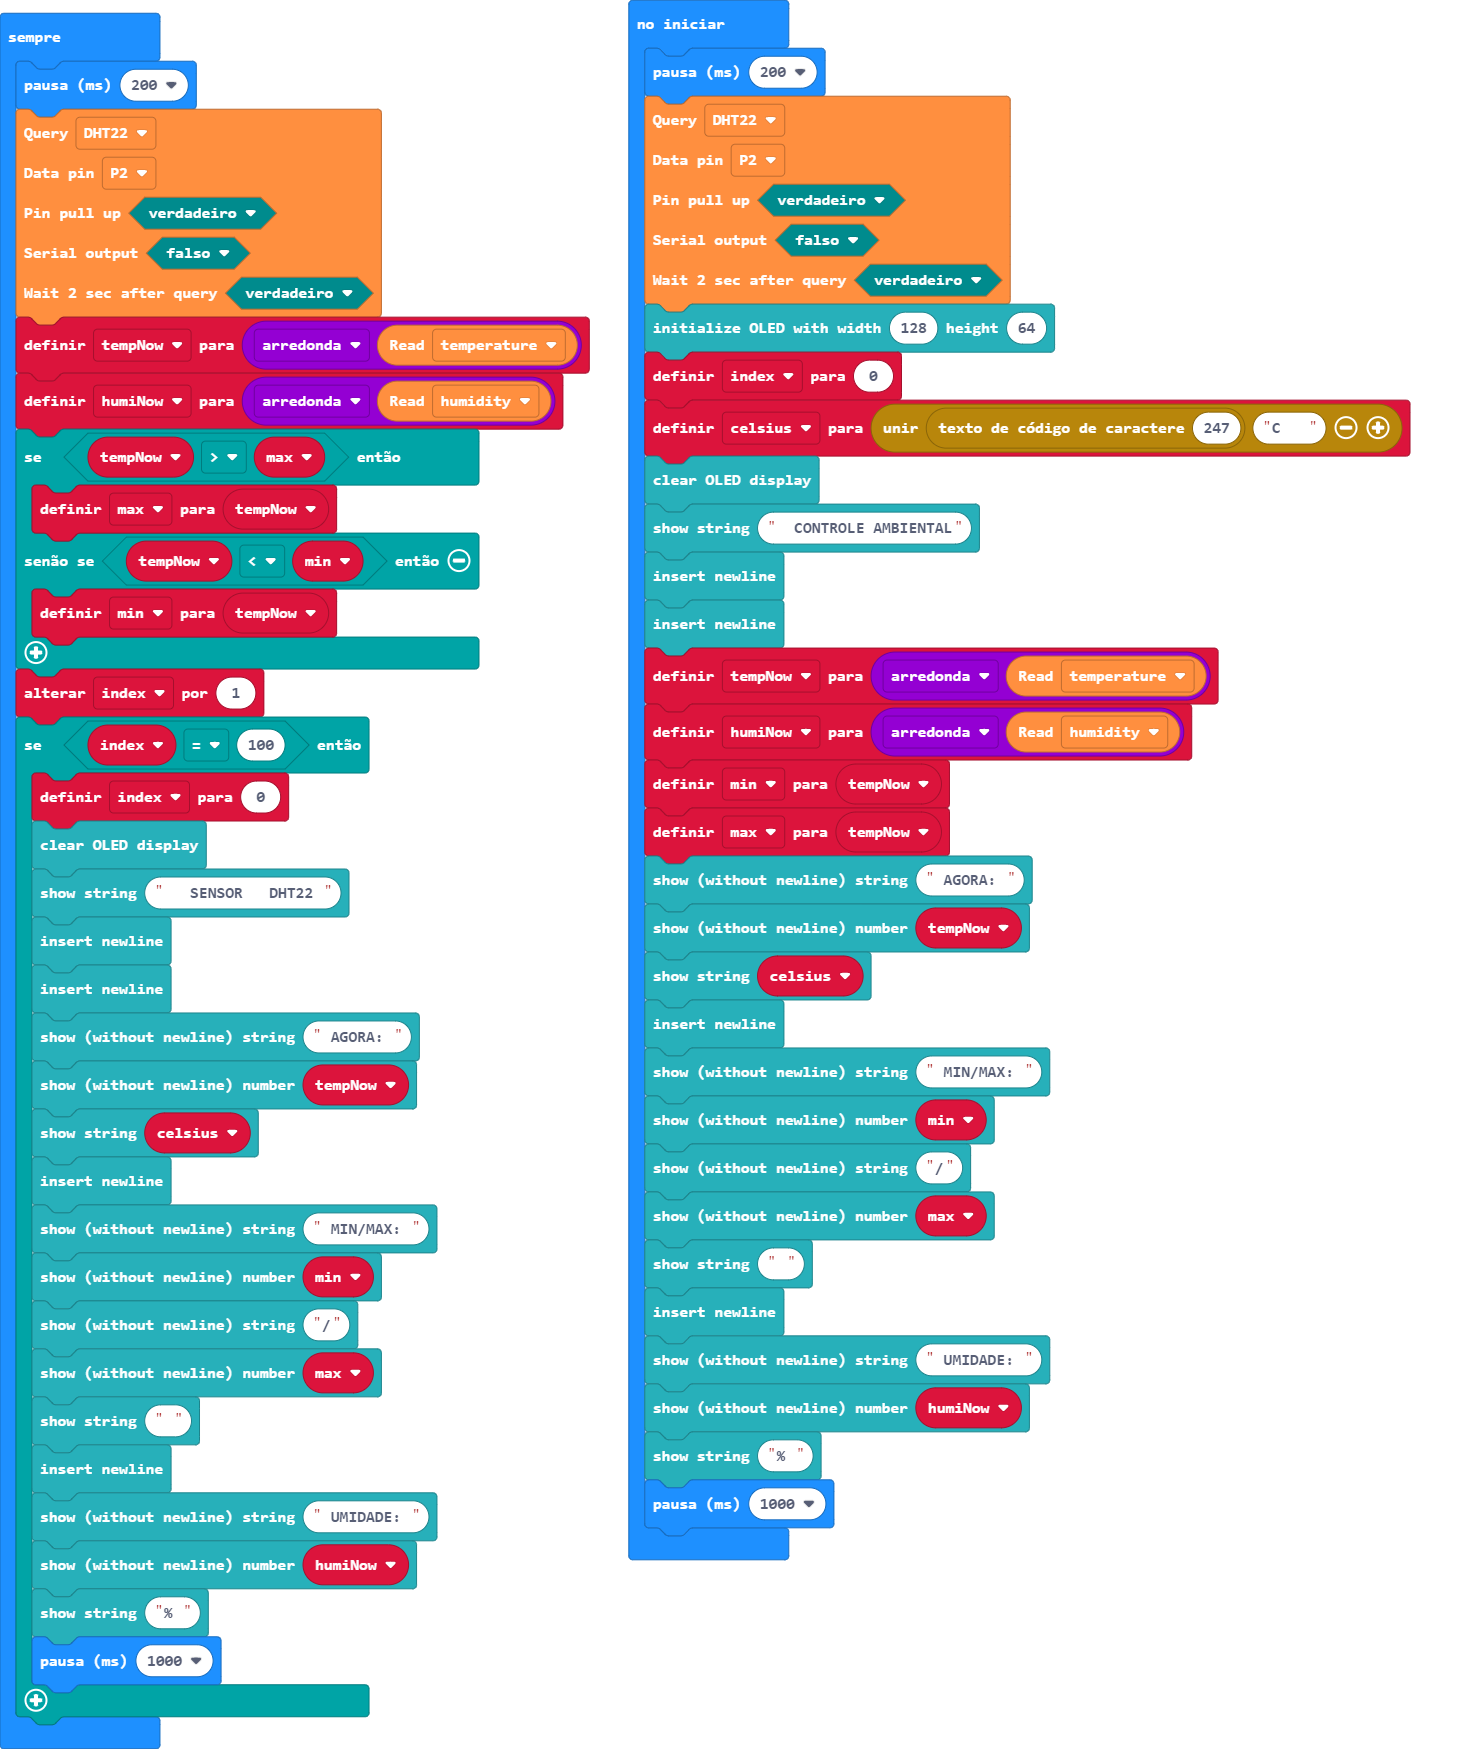 sempre
pausa (ms) 200
Query DHT22
Data pin P2
Pin pull up verdadeiro
Serial output falso
Wait 2 sec after query verdadeiro
definir tempNow para arredonda Read temperature
definir humiNow para arredonda Read humidity
se tempNow > max então
definir max para tempNow
senão se tempNow < min então
definir min para tempNow
alterar index por 1
se index = 100 então
definir index para 0
clear OLED display
show string "   SENSOR   DHT22 "
insert newline
insert newline
show (without newline) string " AGORA: "
show (without newline) number tempNow
show string celsius
insert newline
show (without newline) string " MIN/MAX: "
show (without newline) number min
show (without newline) string "/"
show (without newline) number max
show string " "
insert newline
show (without newline) string " UMIDADE: "
show (without newline) number humiNow
show string "% "
pausa (ms) 1000
no iniciar
pausa (ms) 200
Query DHT22
Data pin P2
Pin pull up verdadeiro
Serial output falso
Wait 2 sec after query verdadeiro
initialize OLED with width 128 height 64
definir index para 0
definir celsius para unir texto de código de caractere 247 "C   "
clear OLED display
show string "  CONTROLE AMBIENTAL"
insert newline
insert newline
definir tempNow para arredonda Read temperature
definir humiNow para arredonda Read humidity
definir min para tempNow
definir max para tempNow
show (without newline) string " AGORA: "
show (without newline) number tempNow
show string celsius
insert newline
show (without newline) string " MIN/MAX: "
show (without newline) number min
show (without newline) string "/"
show (without newline) number max
show string " "
insert newline
show (without newline) string " UMIDADE: "
show (without newline) number humiNow
show string "% "
pausa (ms) 1000